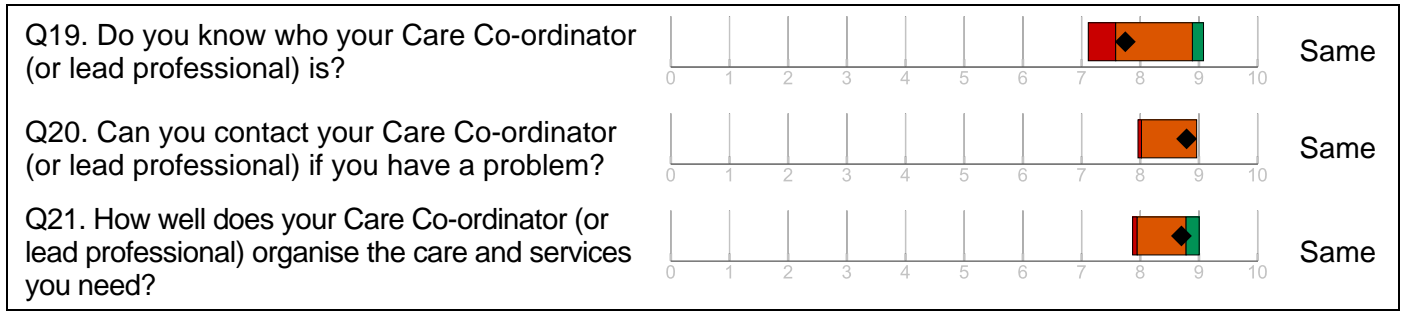 Q19. Do you know who your Care Co-ordinator
(or lead professional) is?
0 1 2 3 4 5 6 7 8 9 10
Same
Q20. Can you contact your Care Co-ordinator
(or lead professional) if you have a problem?
0 1 2 3 4 5 6 7 8 9 10
Same
Q21. How well does your Care Co-ordinator (or
lead professional) organise the care and services
you need?
0 1 2 3 4 5 6 7 8 9 10
Same